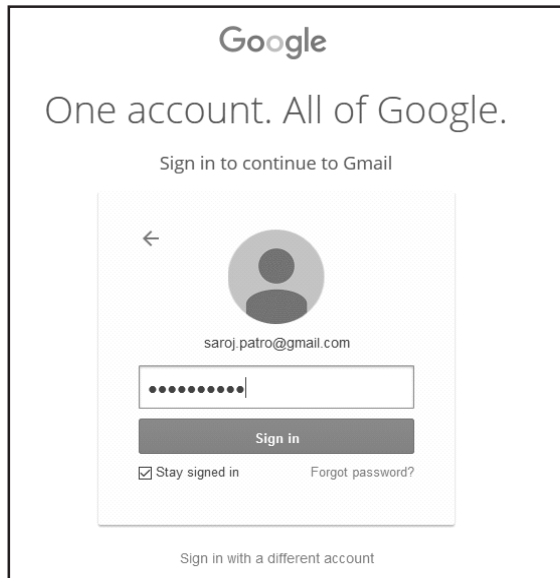 Google
One account. All of Google.
Sign in to continue to Gmail
saroj.patro@gmail.com
••••••••••
Sign in
Stay signed in Forgot password?
Sign in with a different account